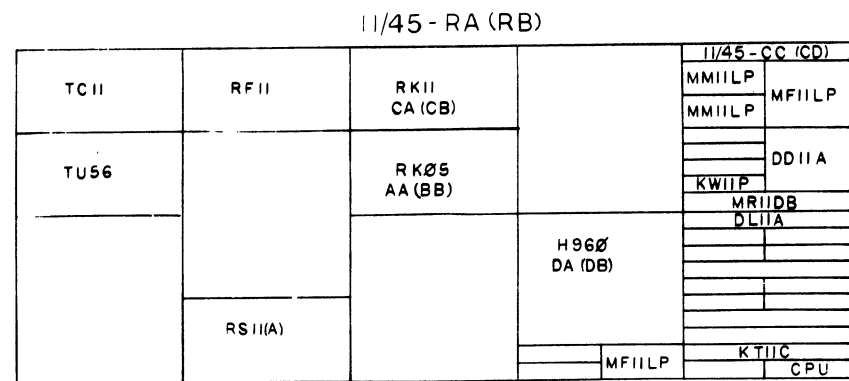 11/45 - RA (RB)
TC11
RF11
RK11
CA (CB)
11/45 - CC (CD)
MM11LP
MF11LP
MM11LP
TU56
RKØ5
AA (BB)
DD11A
KW11P
MR11DB
DL11A
H96Ø
DA (DB)
RS11(A)
MF11LP
KT11C
CPU